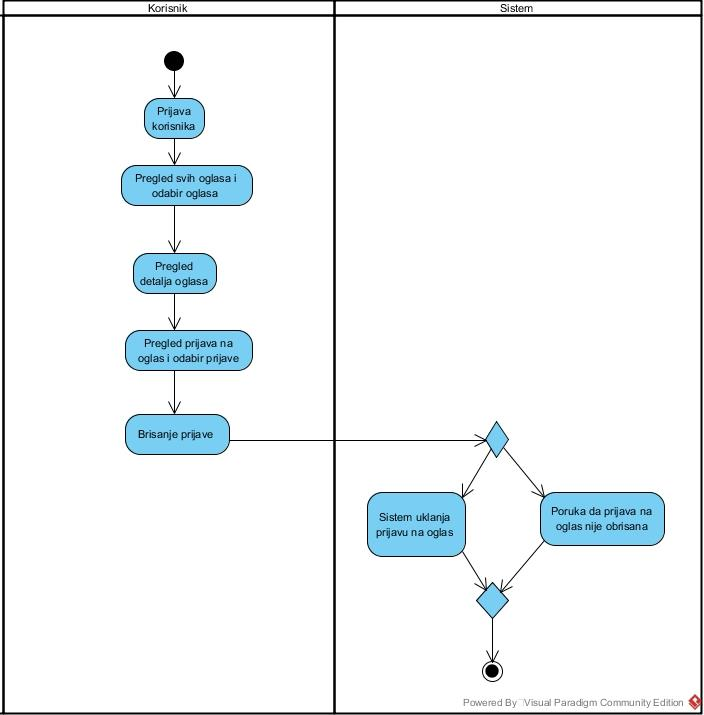 Korisnik
Sistem
Prijava
korisnika
Pregled svih oglasa i
odabir oglasa
Pregled
detalja oglasa
Pregled prijava na
oglas i odabir prijave
Brisanje prijave
Sistem uklanja
prijavu na oglas
Poruka da prijava na
oglas nije obrisana
Powered By Visual Paradigm Community Edition